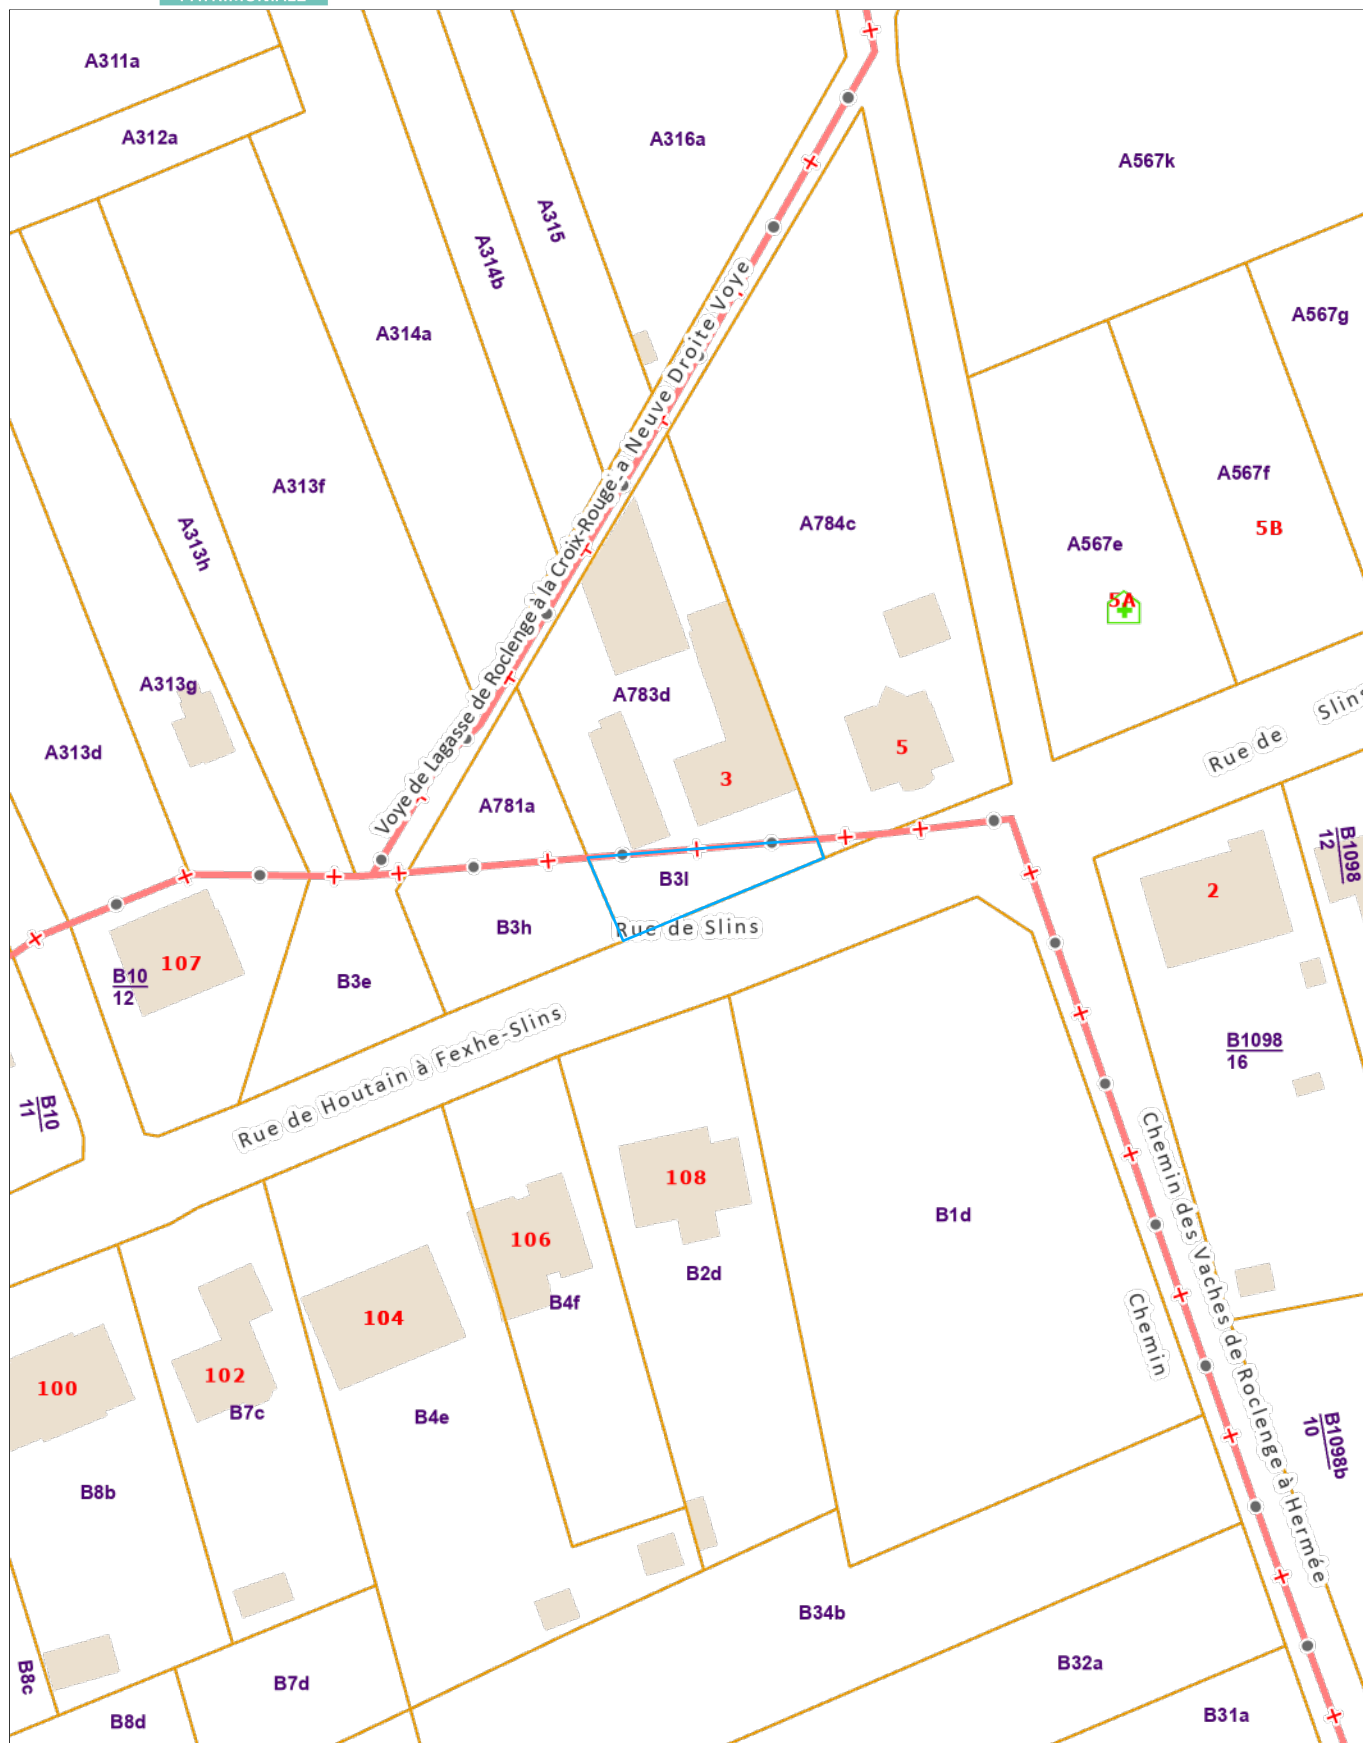 A311a
A312a
A316a
A567k
A315
A314b
A567g
A314a
Voye de Lagasse de Roclenge à la Croix-Rouge a Neuve Droite Voye
A313f
A567f
A784c
5B
A313h
A567e
5A
A313g
A783d
Rue de Slins
A313d
5
3
A781a
B1098
12
B3l
2
B3h
Rue de Slins
107
B10
12
B3e
Rue de Houtain à Fexhe-Slins
B1098
16
B10
11
108
B1d
106
B2d
B4f
104
Chemin des Vaches de Roclenge à Hermée
Chemin
102
100
B7c
B4e
B1098b
10
B8b
B34b
B32a
B8c
B7d
B8d
B31a